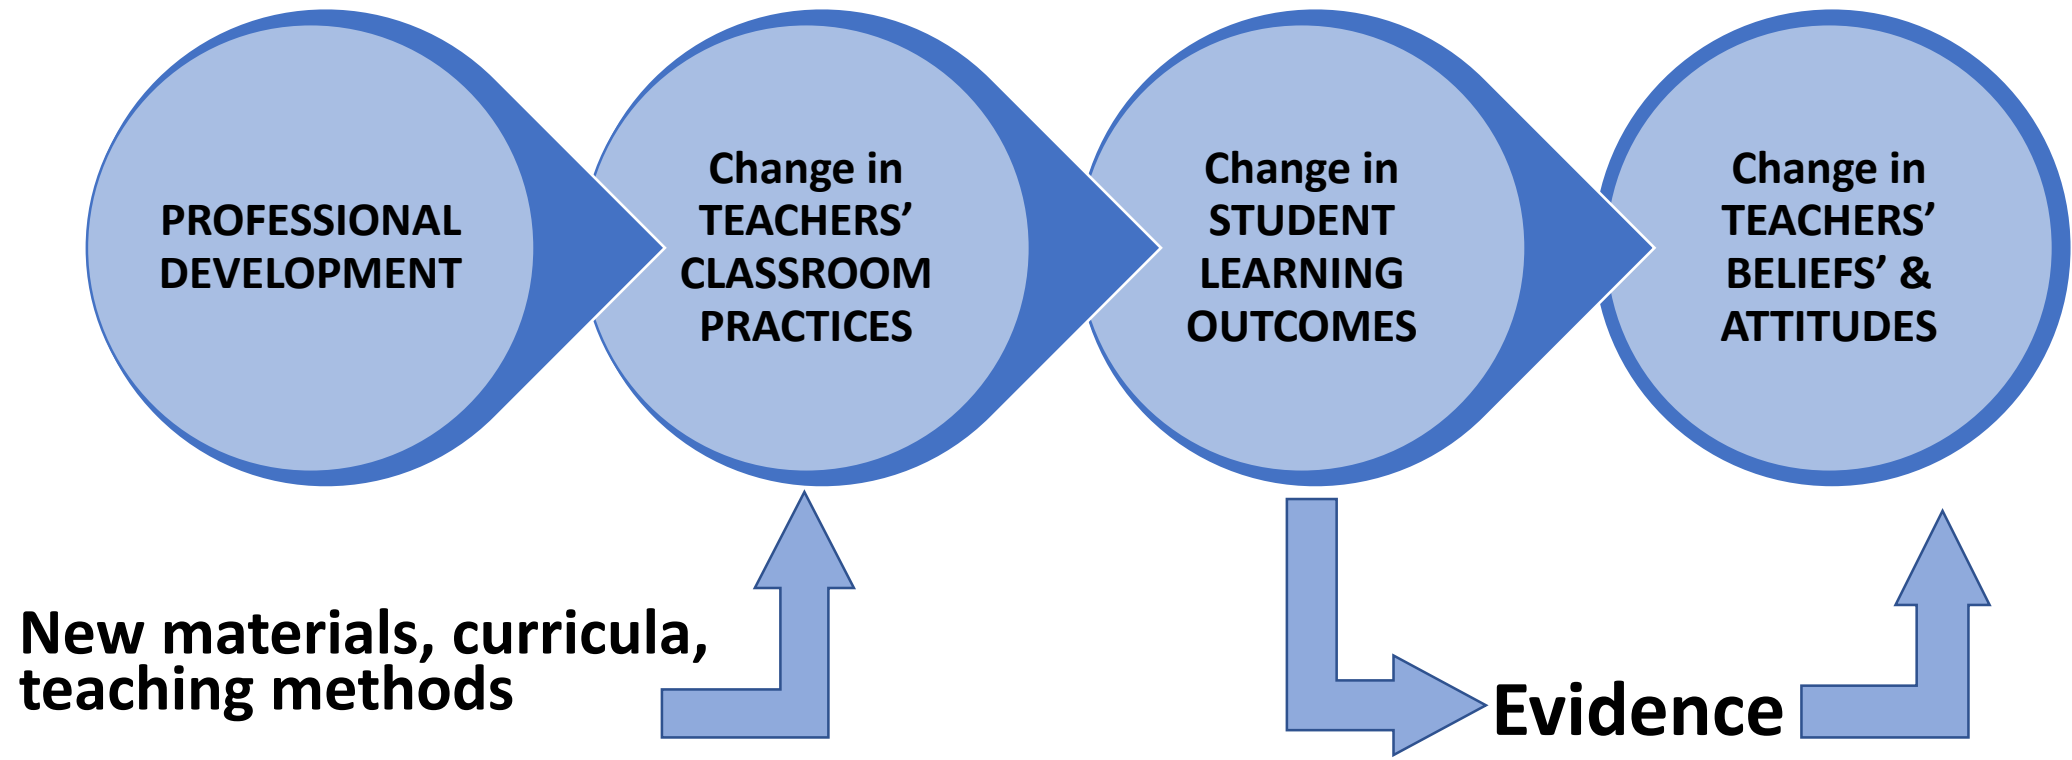 PROFESSIONAL
DEVELOPMENT
Change in
TEACHERS’
CLASSROOM
PRACTICES
Change in
STUDENT
LEARNING
OUTCOMES
Change in
TEACHERS’
BELIEFS’ &
ATTITUDES
New materials, curricula,
teaching methods
Evidence